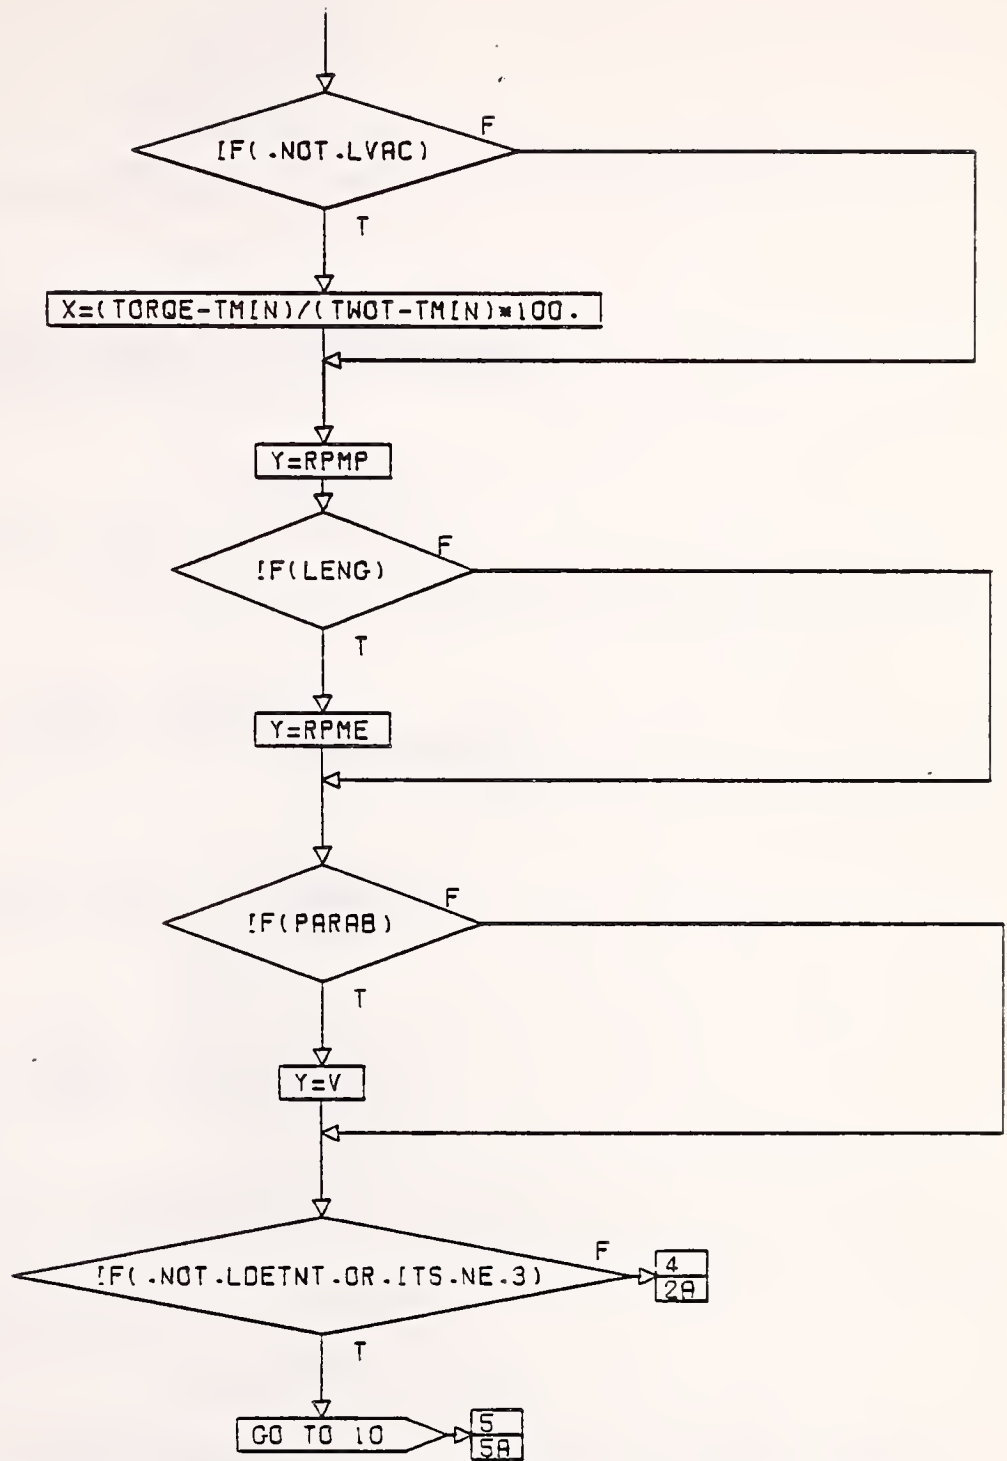 F
IF(.NOT.LVAC)
T
X=(TORQE-TMIN)/(TWOT-TMIN)*100.
Y=RPMP
F
IF(LENG)
T
Y=RPME
F
IF(PARAB)
T
Y=V
F
IF(.NOT.LDETNT.OR.ITS.NE.3)
4
2A
T
GO TO 10
5
5A